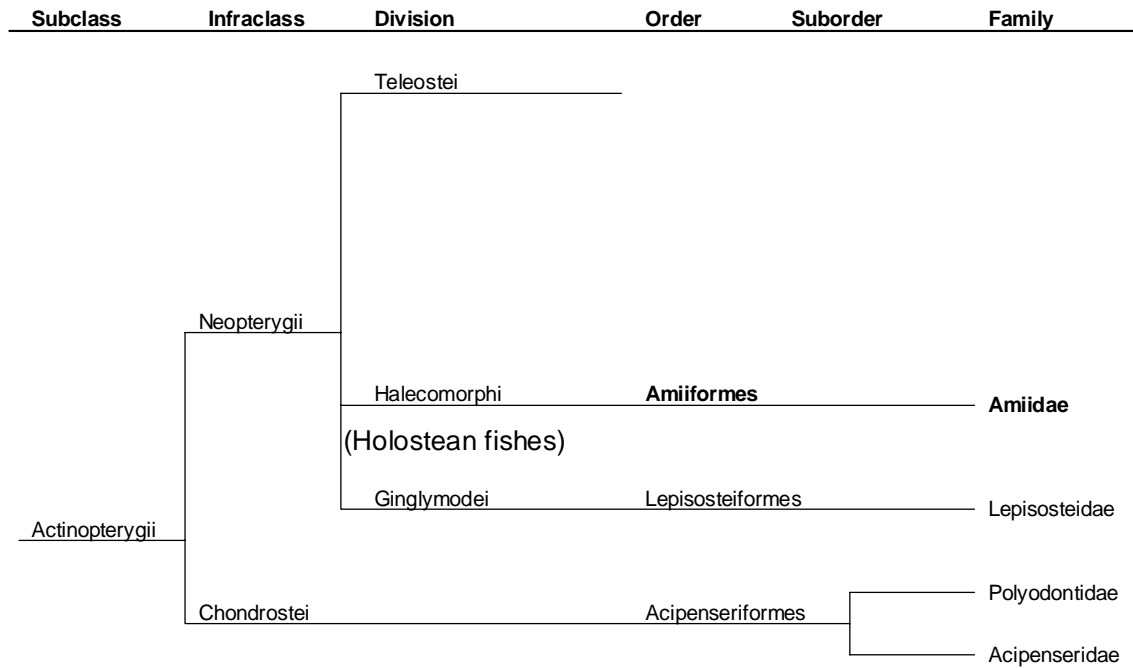 Subclass Infraclass Division Order Suborder Family
Teleostei
Neopterygii
Halecomorphi Amiiformes Amiidae
(Holostean fishes)
Ginglymodei Lepisosteiformes Lepisosteidae
Actinopterygii
Polyodontidae
Chondrostei Acipenseriformes
Acipenseridae